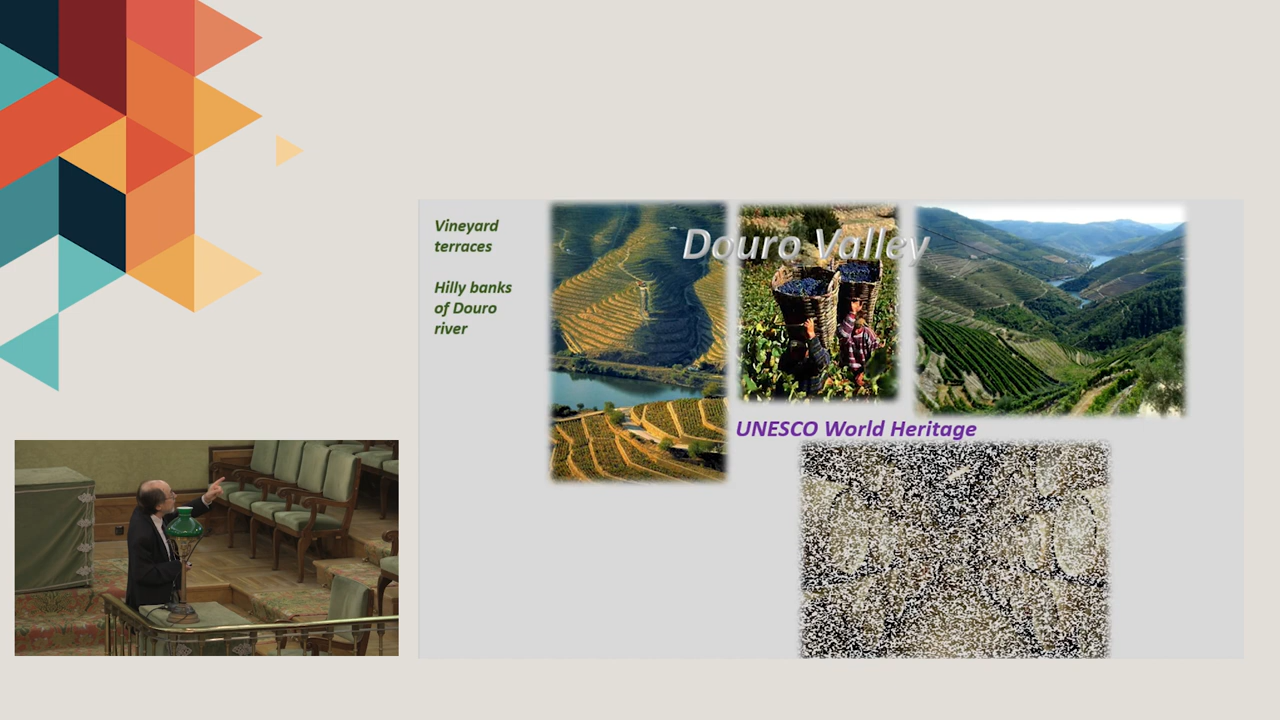 Vineyard
terraces
Hilly banks
of Douro
river
Douro Valley
UNESCO World Heritage